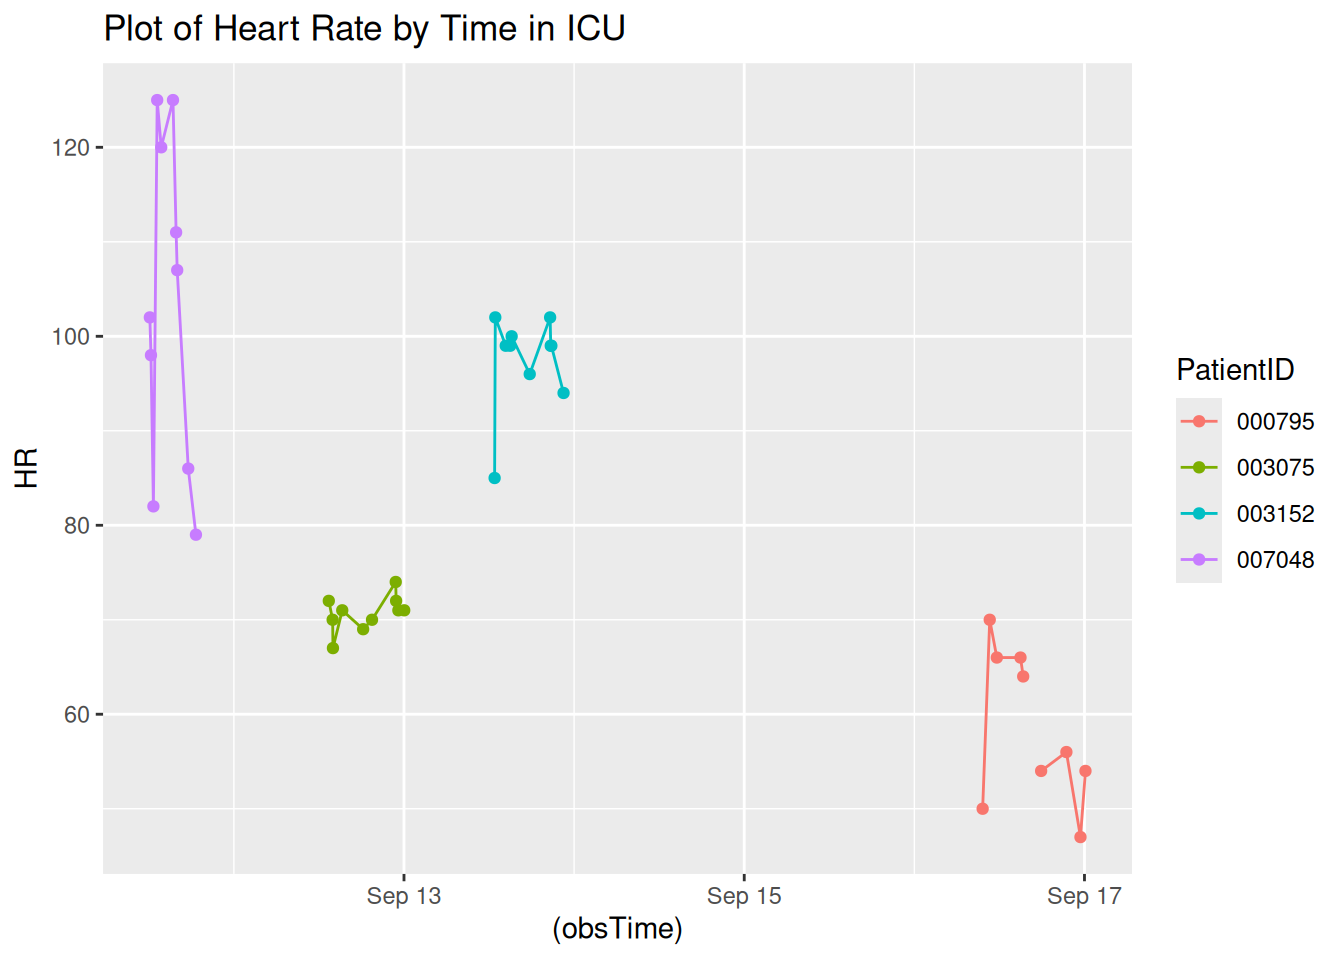 Plot of Heart Rate by Time in ICU
HR
120
100
80
60
Sep 13
Sep 15
Sep 17
(obsTime)
PatientID
000795
003075
003152
007048